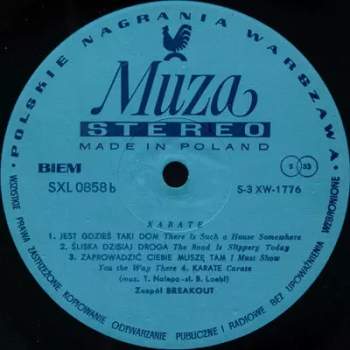 • POLSKIE NAGRANIA WARSZAWA •
Muza
STEREO
MADE IN POLAND
BIEM
S 33
SXL 0858 b
S-3 XW-1776
KARATE
1. JEST GDZIEŚ TAKI DOM There Is Such a House Somewhere
2. ŚLISKA DZISIAJ DROGA The Road Is Slippery Today
3. ZAPROWADZIĆ CIEBIE MUSZĘ TAM I Must Show
You the Way There 4. KARATE Carate
(muz. T. Nalepa-sł. B. Loebl)
Zespół BREAKOUT
WSZYSTKIE PRAWA ZASTRZEŻONE. KOPIOWANIE ODTWARZANIE PUBLICZNE I RADIOWE BEZ UPOWAŻNIENIA WZBRONIONE